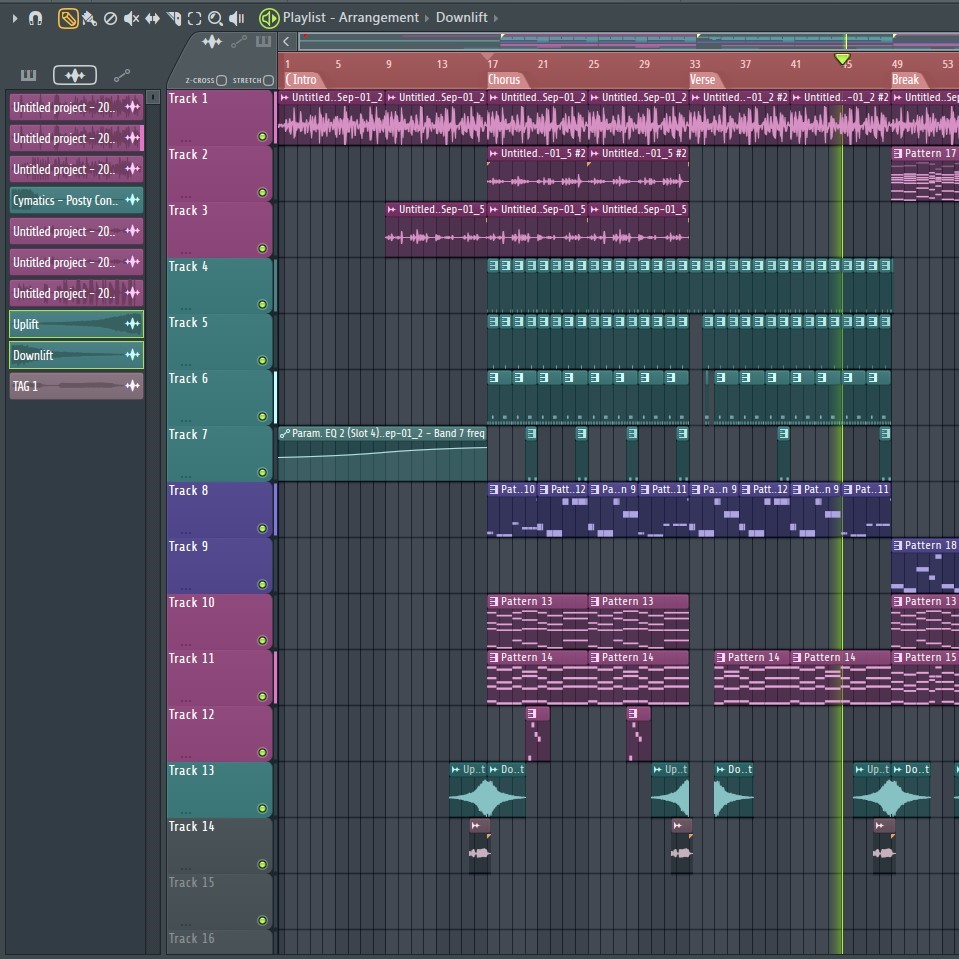 Playlist - Arrangement › Downlift ›
Z-CROSS STRETCH
1 5 9 13 17 21 25 29 33 37 41 45 49 53
Intro Chorus Verse Break
Untitled project - 20..
Untitled project - 20..
Untitled project - 20..
Cymatics - Posty Con..
Untitled project - 20..
Untitled project - 20..
Untitled project - 20..
Uplift
Downlift
TAG 1
Track 1 Untitled..Sep-01_2 Untitled..Sep-01_2 Untitled..Sep-01_2 Untitled..Sep-01_2 Untitled..-01_2 #2 Untitled..-01_2 #2 Untitled..Sep
Track 2 Untitled..-01_5 #2 Untitled..-01_5 #2 Pattern 17
Track 3 Untitled..Sep-01_5 Untitled..Sep-01_5 Untitled..Sep-01_5
Track 4
Track 5
Track 6
Track 7 Param. EQ 2 (Slot 4)..ep-01_2 - Band 7 freq
Track 8 Pat..10 Patt..12 Pa..n 9 Patt..11 Pa..n 9 Patt..12 Pat..n 9 Pat..11
Track 9 Pattern 18
Track 10 Pattern 13 Pattern 13 Pattern 13
Track 11 Pattern 14 Pattern 14 Pattern 14 Pattern 14 Pattern 15
Track 12
Track 13 Up..t Do..t Up..t Do..t Up..t Do..t
Track 14
Track 15
Track 16